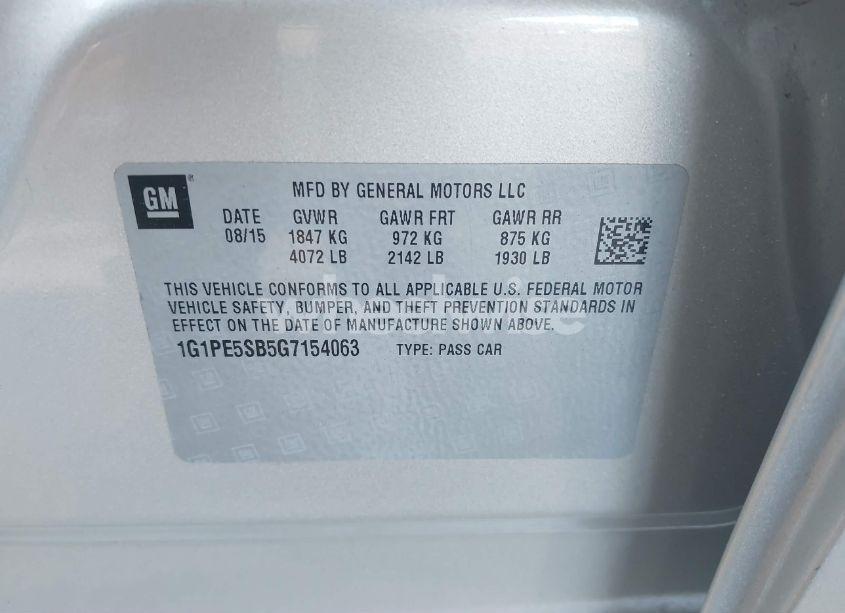 GM
MFD BY GENERAL MOTORS LLC
DATE GVWR GAWR FRT GAWR RR
08/15 1847 KG 972 KG 875 KG
4072 LB 2142 LB 1930 LB
THIS VEHICLE CONFORMS TO ALL APPLICABLE U.S. FEDERAL MOTOR
VEHICLE SAFETY, BUMPER, AND THEFT PREVENTION STANDARDS IN
EFFECT ON THE DATE OF MANUFACTURE SHOWN ABOVE.
1G1PE5SB5G7154063 TYPE: PASS CAR